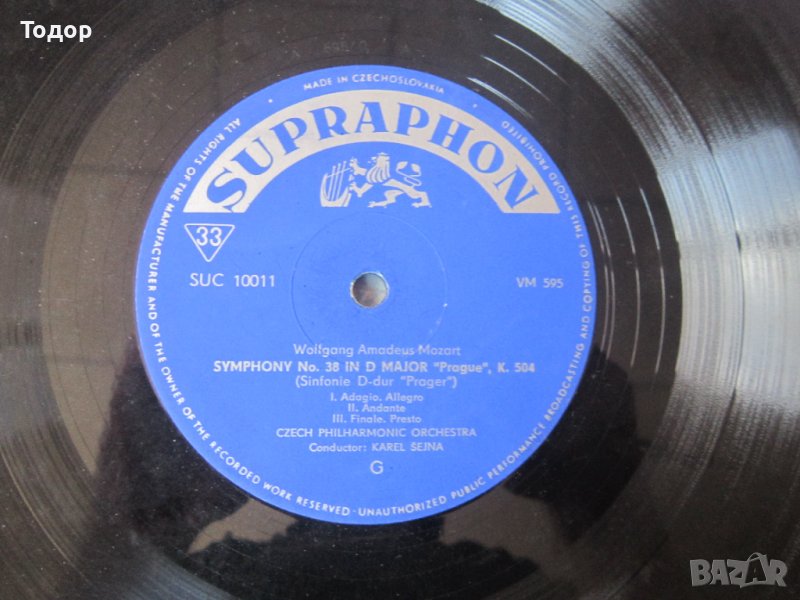 Тодор
MADE IN CZECHOSLOVAKIA
SUPRAPHON
33
SUC 10011
VM 595
Wolfgang Amadeus Mozart
SYMPHONY No. 38 IN D MAJOR "Prague", K. 504
(Sinfonie D-dur "Prager")
I. Adagio. Allegro
II. Andante
III. Finale. Presto
CZECH PHILHARMONIC ORCHESTRA
Conductor: KAREL ŠEJNA
G
ALL RIGHTS OF THE MANUFACTURER AND OF THE OWNER OF THE RECORDED WORK RESERVED - UNAUTHORIZED PUBLIC PERFORMANCE BROADCASTING AND COPYING OF THIS RECORD PROHIBITED
BAZAR